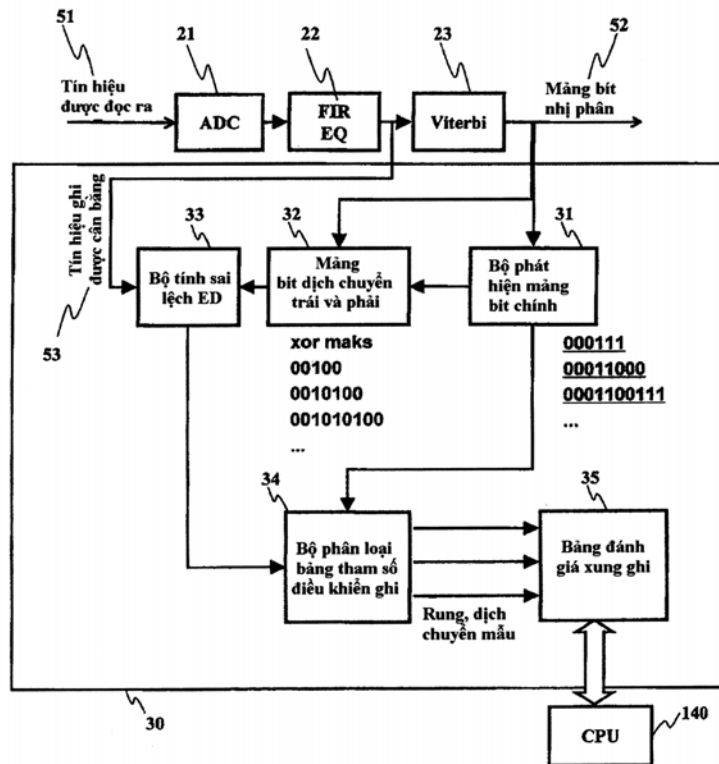 51
21
22
23
52
Tín hiệu
được đọc ra
ADC
FIR
EQ
Viterbi
Mảng bít
nhị phân
Tín hiệu ghi
được cân bằng
53
33
Bộ tính sai
lệch ED
32
Mảng
bit dịch chuyển
trái và phải
31
Bộ phát
hiện mảng
bit chính
xor maks
00100
0010100
001010100
...
000111
00011000
0001100111
...
34
Bộ phân loại
bảng tham số
điều khiển ghi
Rung, dịch
chuyển mẫu
35
Bảng đánh
giá xung ghi
30
CPU
140